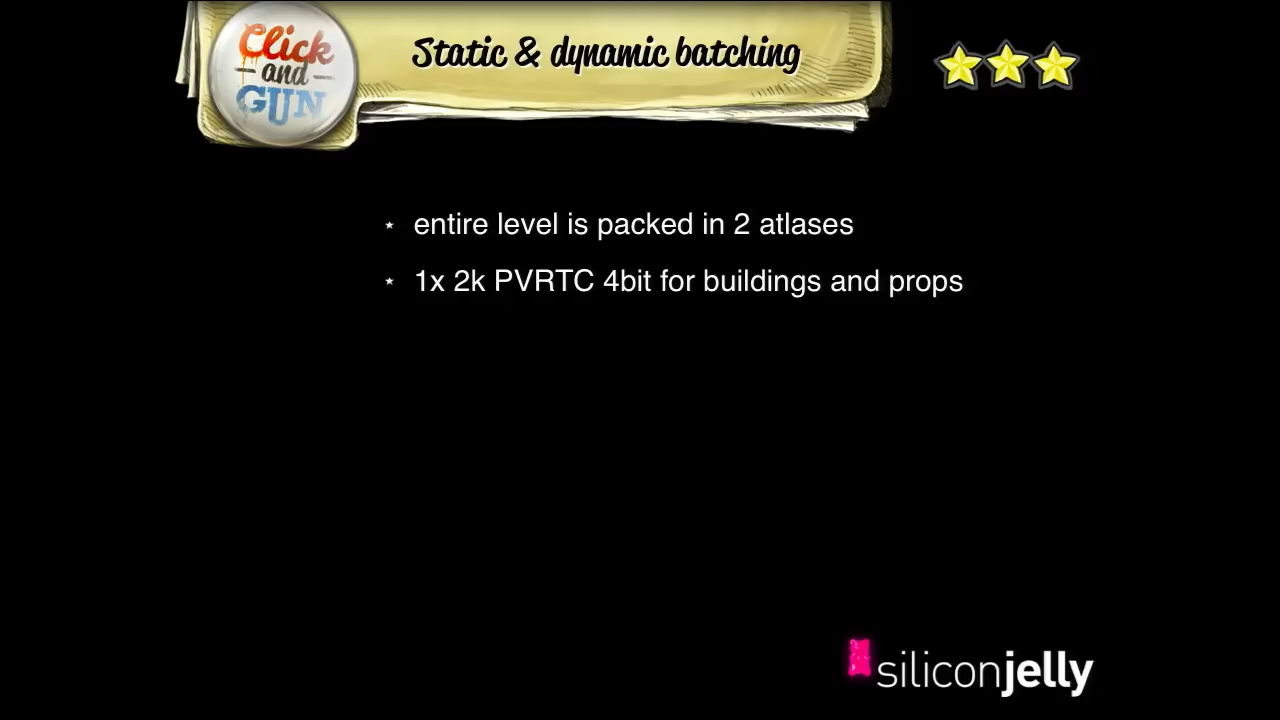 Click
and
GUN
Static & dynamic batching
entire level is packed in 2 atlases
1x 2k PVRTC 4bit for buildings and props
siliconjelly